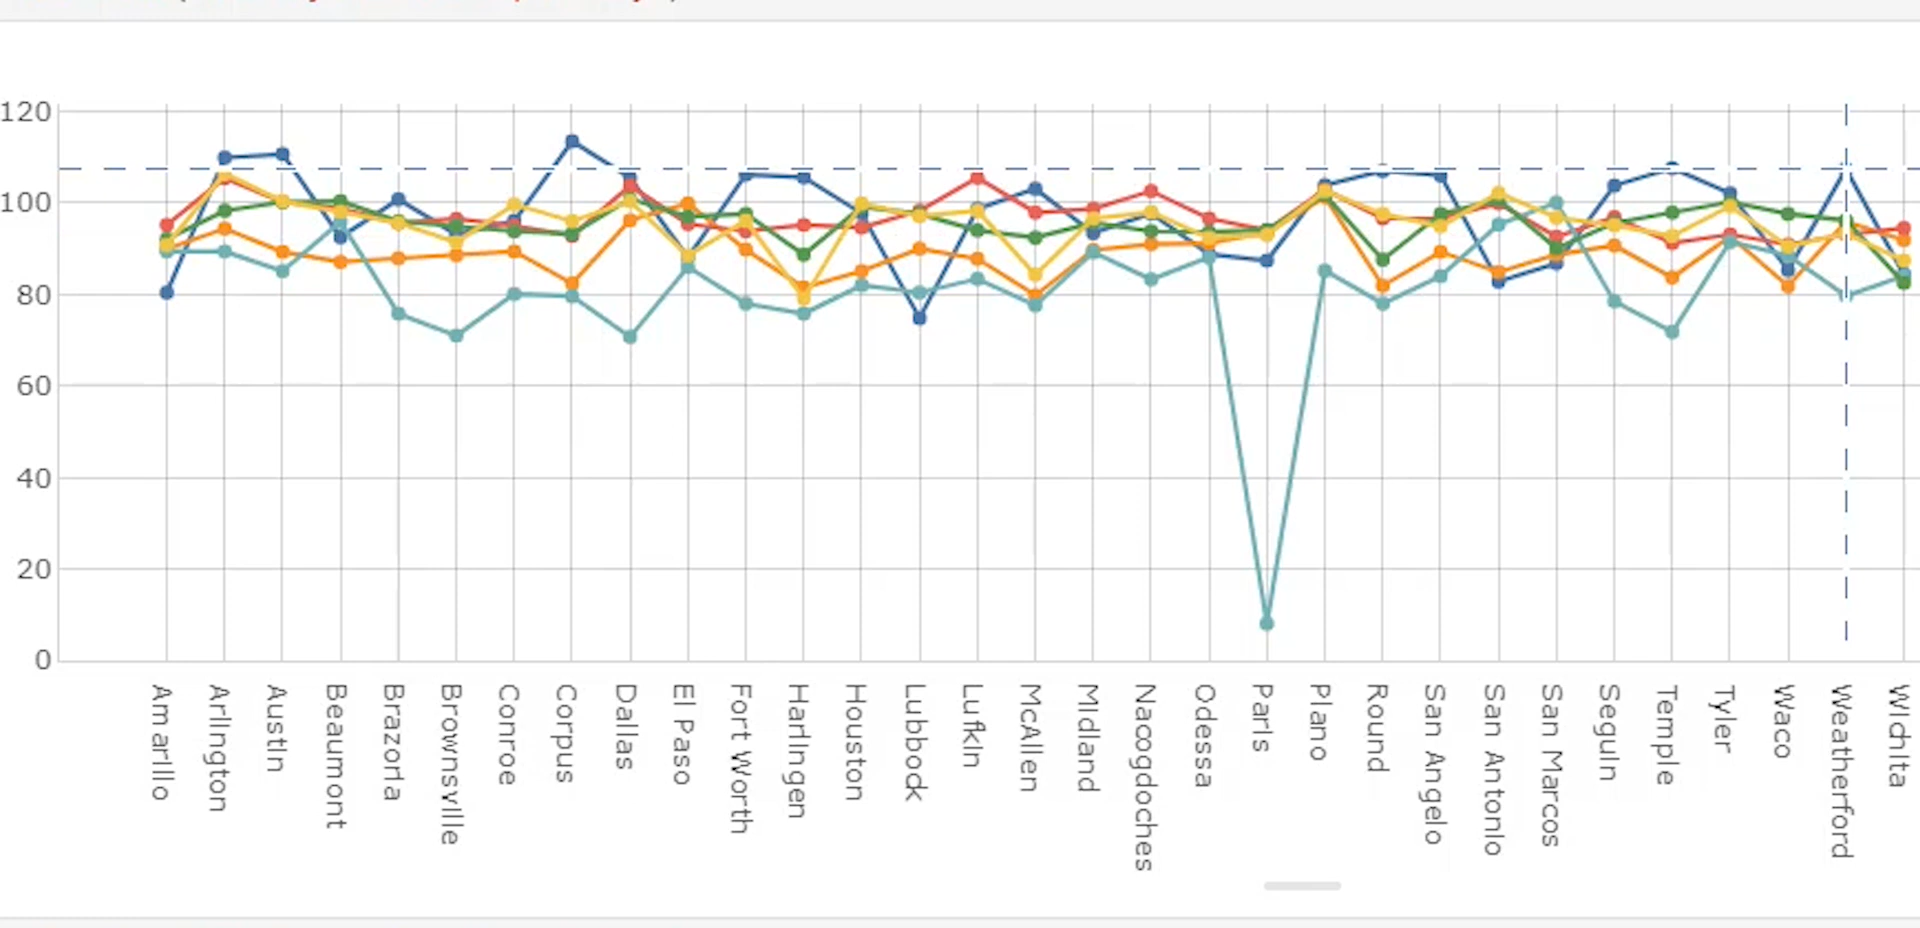 120
100
80
60
40
20
0
Amarillo
Arlington
Austin
Beaumont
Brazoria
Brownsville
Conroe
Corpus
Dallas
El Paso
Fort Worth
Harlingen
Houston
Lubbock
Lufkin
McAllen
Midland
Nacogdoches
Odessa
Paris
Plano
Round
San Angelo
San Antonio
San Marcos
Seguin
Temple
Tyler
Waco
Weatherford
Wichita